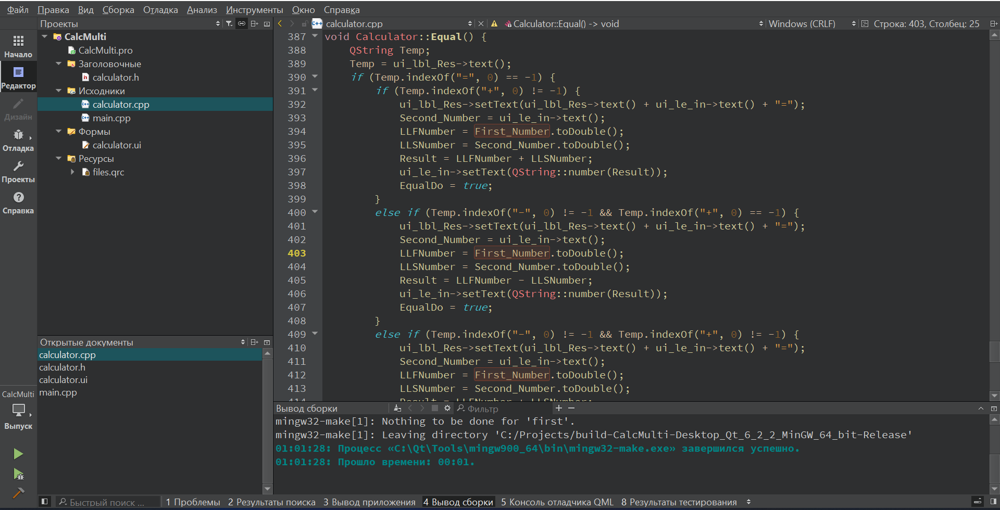 Файл Правка Вид Сборка Отладка Анализ Инструменты Окно Справка
Проекты
calculator.cpp
Calculator::Equal() -> void
Windows (CRLF)
Строка: 403, Столбец: 25
Начало
Редактор
Дизайн
Отладка
Проекты
Справка
CalcMulti
CalcMulti.pro
Заголовочные
calculator.h
Исходники
calculator.cpp
main.cpp
Формы
calculator.ui
Ресурсы
files.qrc
387 void Calculator::Equal() {
388 QString Temp;
389 Temp = ui_lbl_Res->text();
390 if (Temp.indexOf("=", 0) == -1) {
391 if (Temp.indexOf("+", 0) != -1) {
392 ui_lbl_Res->setText(ui_lbl_Res->text() + ui_le_in->text() + "=");
393 Second_Number = ui_le_in->text();
394 LLFNumber = First_Number.toDouble();
395 LLSNumber = Second_Number.toDouble();
396 Result = LLFNumber + LLSNumber;
397 ui_le_in->setText(QString::number(Result));
398 EqualDo = true;
399 }
400 else if (Temp.indexOf("-", 0) != -1 && Temp.indexOf("+", 0) == -1) {
401 ui_lbl_Res->setText(ui_lbl_Res->text() + ui_le_in->text() + "=");
402 Second_Number = ui_le_in->text();
403 LLFNumber = First_Number.toDouble();
404 LLSNumber = Second_Number.toDouble();
405 Result = LLFNumber - LLSNumber;
406 ui_le_in->setText(QString::number(Result));
407 EqualDo = true;
408 }
409 else if (Temp.indexOf("-", 0) != -1 && Temp.indexOf("+", 0) != -1) {
410 ui_lbl_Res->setText(ui_lbl_Res->text() + ui_le_in->text() + "=");
411 Second_Number = ui_le_in->text();
412 LLFNumber = First_Number.toDouble();
413 LLSNumber = Second_Number.toDouble();
Открытые документы
calculator.cpp
calculator.h
calculator.ui
main.cpp
CalcMulti
Выпуск
Вывод сборки
Фильтр
mingw32-make[1]: Nothing to be done for 'first'.
mingw32-make[1]: Leaving directory 'C:/Projects/build-CalcMulti-Desktop_Qt_6_2_2_MinGW_64_bit-Release'
01:01:28: Процесс «C:\Qt\Tools\mingw900_64\bin\mingw32-make.exe» завершился успешно.
01:01:28: Прошло времени: 00:01.
Быстрый поиск ...
1 Проблемы 2 Результаты поиска 3 Вывод приложения 4 Вывод сборки 5 Консоль отладчика QML 8 Результаты тестирования